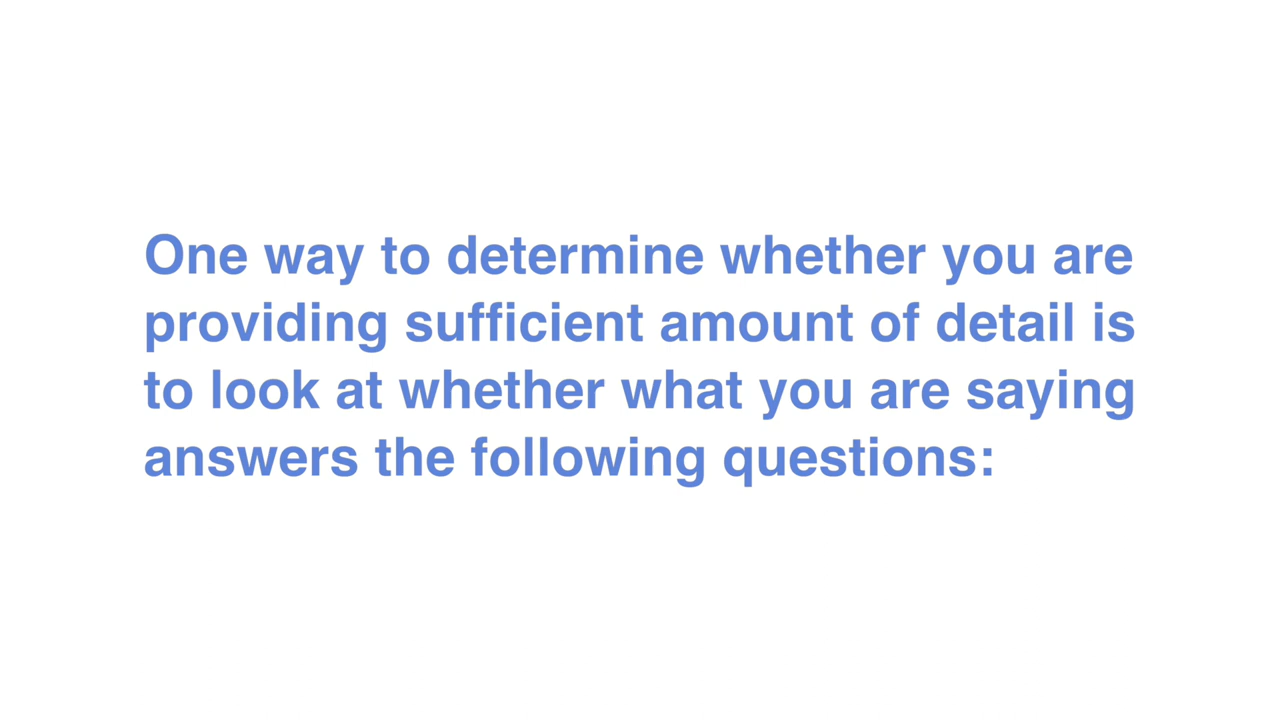 One way to determine whether you are
providing sufficient amount of detail is
to look at whether what you are saying
answers the following questions: